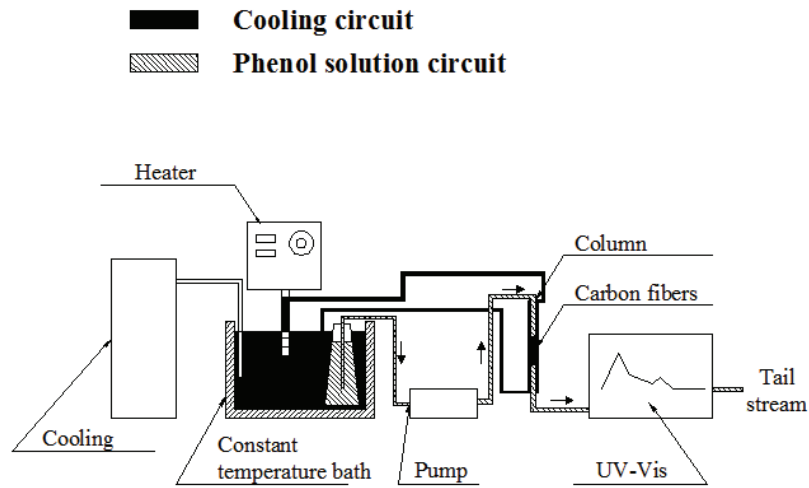 Cooling circuit
Phenol solution circuit
Heater
Column
Carbon fibers
Tail
stream
Cooling
Constant
temperature bath
Pump
UV-Vis